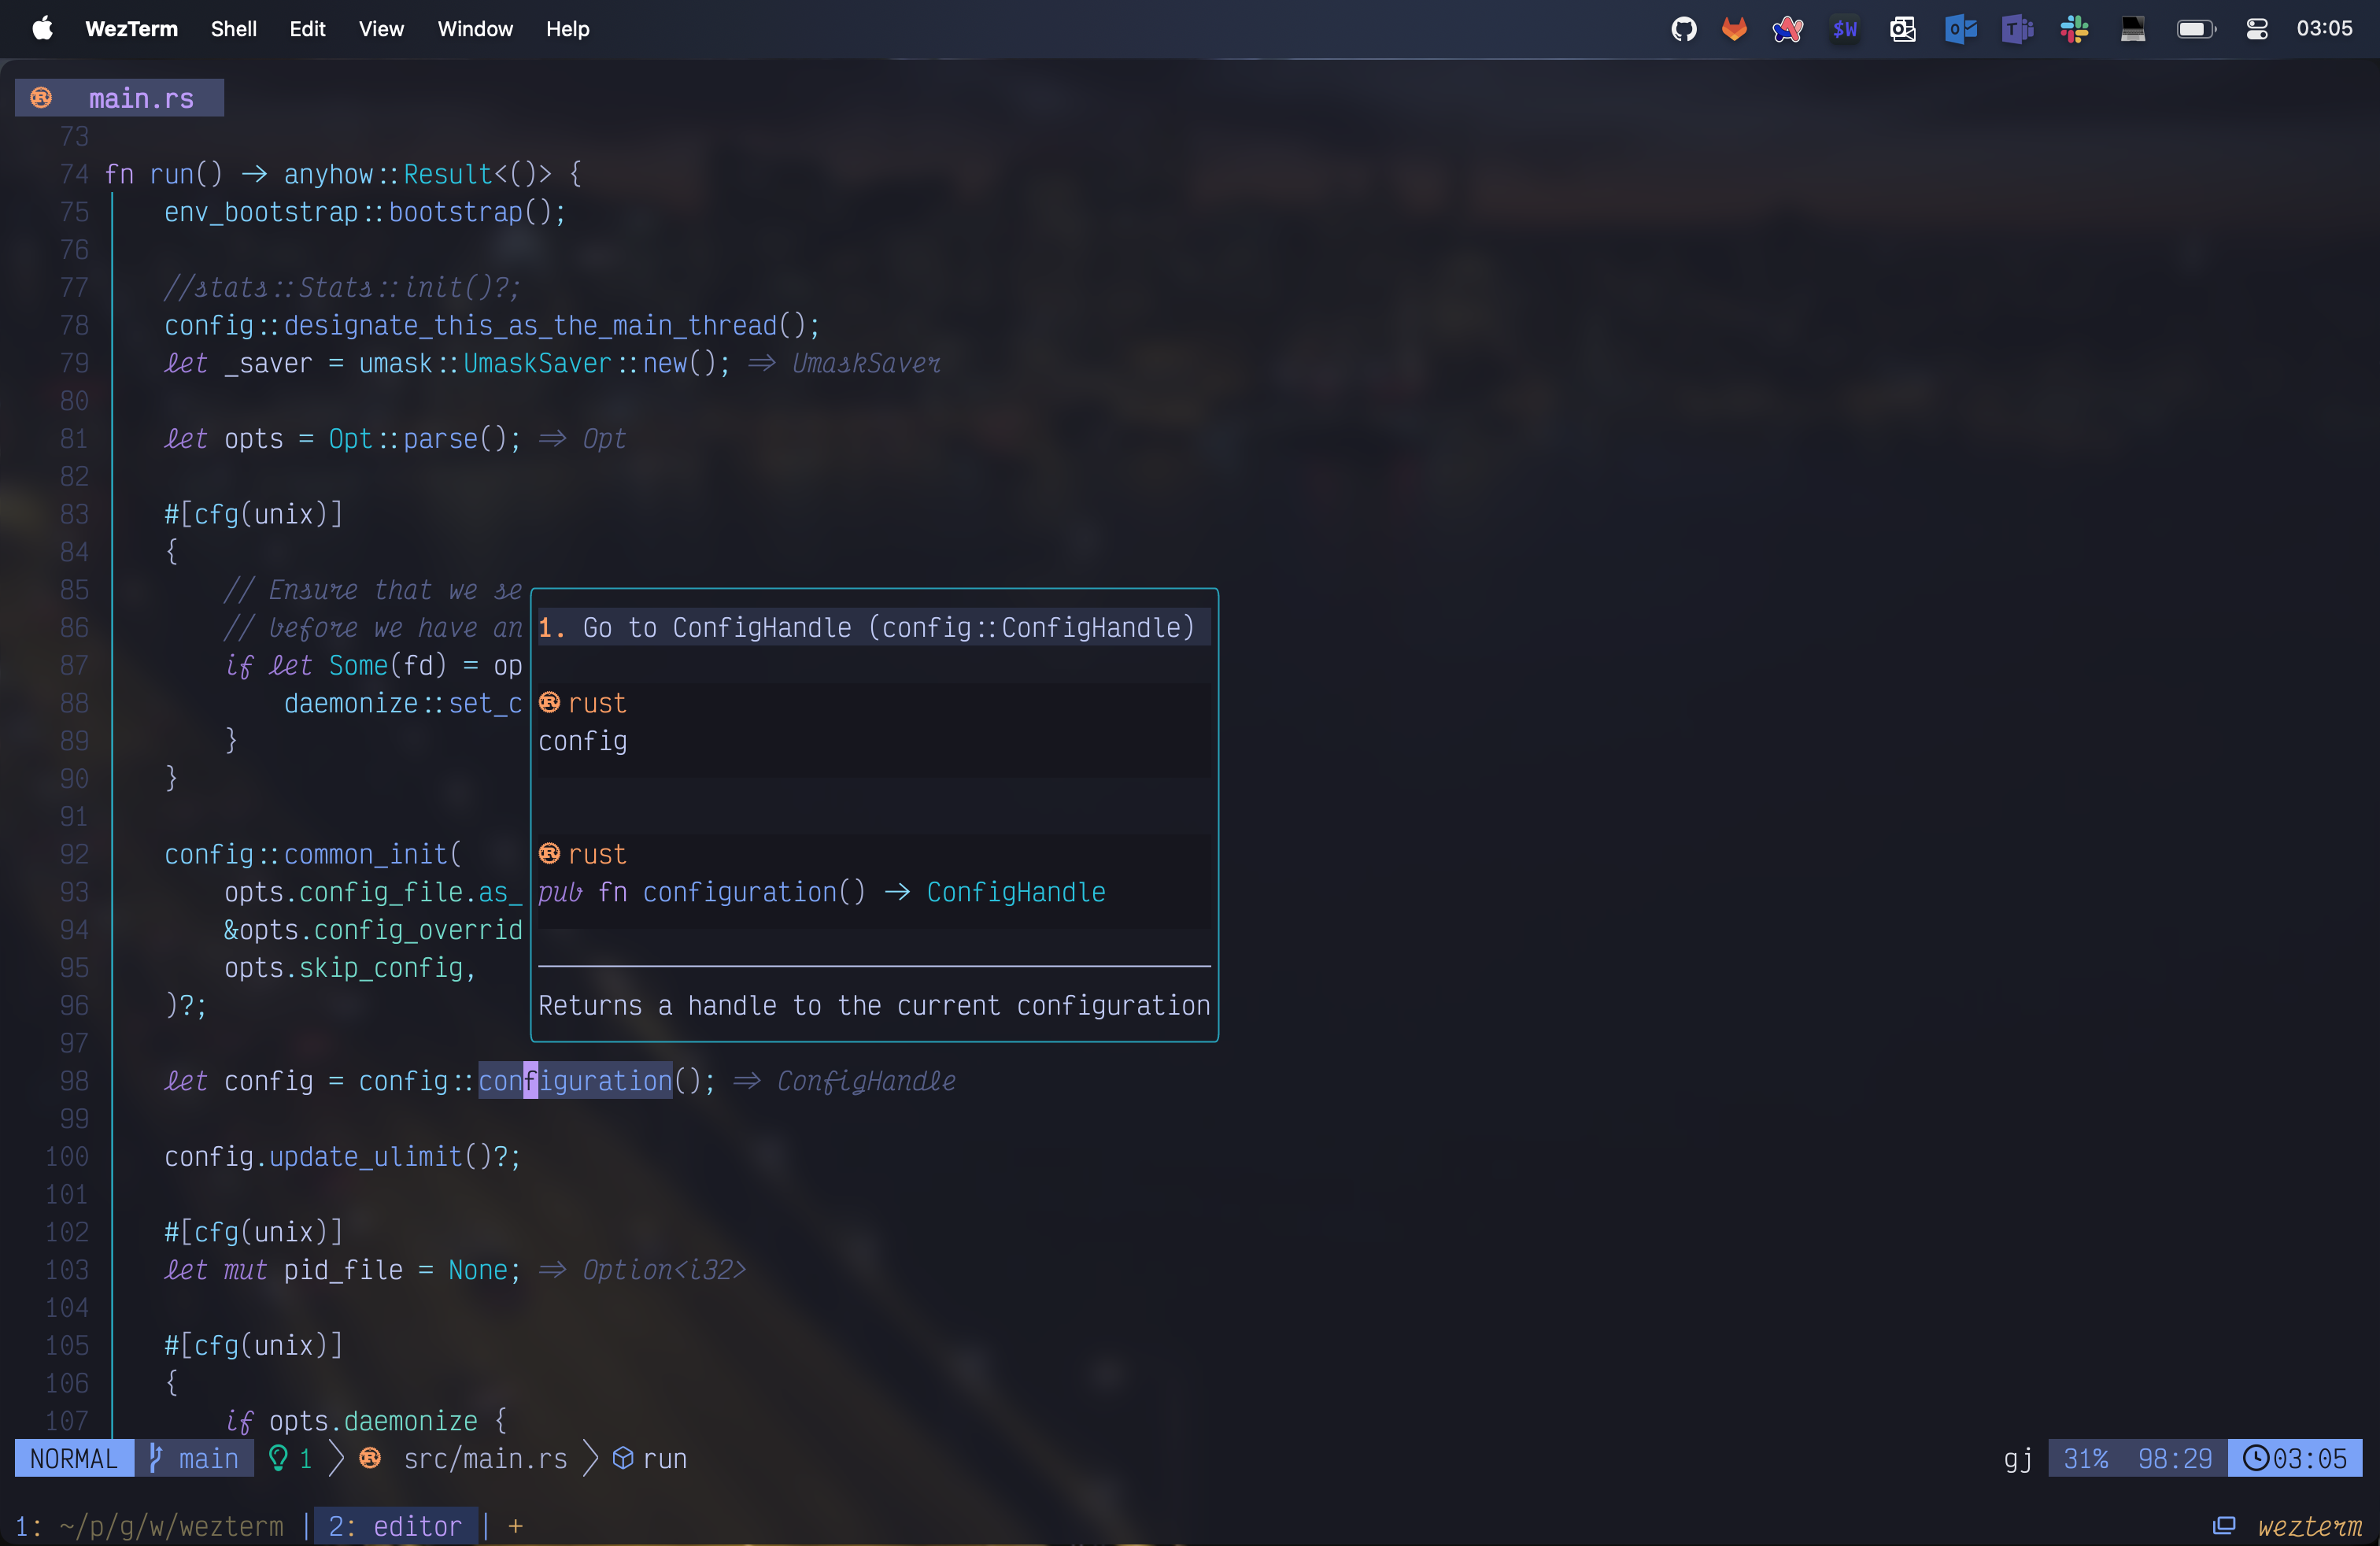 WezTerm Shell Edit View Window Help $W 03:05
main.rs
73
74 fn run() -> anyhow::Result<()> {
75 env_bootstrap::bootstrap();
76
77 //stats::Stats::init()?;
78 config::designate_this_as_the_main_thread();
79 let _saver = umask::UmaskSaver::new(); => UmaskSaver
80
81 let opts = Opt::parse(); => Opt
82
83 #[cfg(unix)]
84 {
85 // Ensure that we se
86 // before we have an
1. Go to ConfigHandle (config::ConfigHandle)
87 if let Some(fd) = op
88 daemonize::set_c
rust
89 }
config
90 }
91
92 config::common_init(
rust
93 opts.config_file.as_
pub fn configuration() -> ConfigHandle
94 &opts.config_overrid
95 opts.skip_config,
96 )?;
Returns a handle to the current configuration
97
98 let config = config::configuration(); => ConfigHandle
99
100 config.update_ulimit()?;
101
102 #[cfg(unix)]
103 let mut pid_file = None; => Option<i32>
104
105 #[cfg(unix)]
106 {
107 if opts.daemonize {
NORMAL main 1 src/main.rs run gj 31% 98:29 03:05
1: ~/p/g/w/wezterm | 2: editor | + wezterm